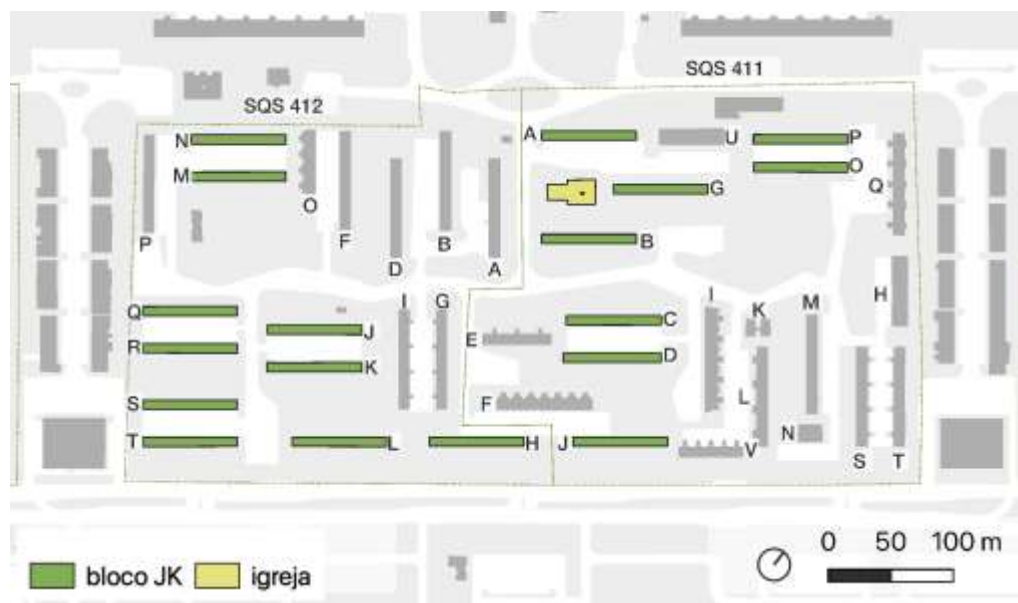 SQS 411
SQS 412
N
A
U
P
M
O
O
G
Q
P
F
B
B
D
A
H
I
G
I
K
M
Q
C
J
E
R
D
K
L
S
F
N
T
L
H
J
V
S
T
bloco JK
igreja
0 50 100 m